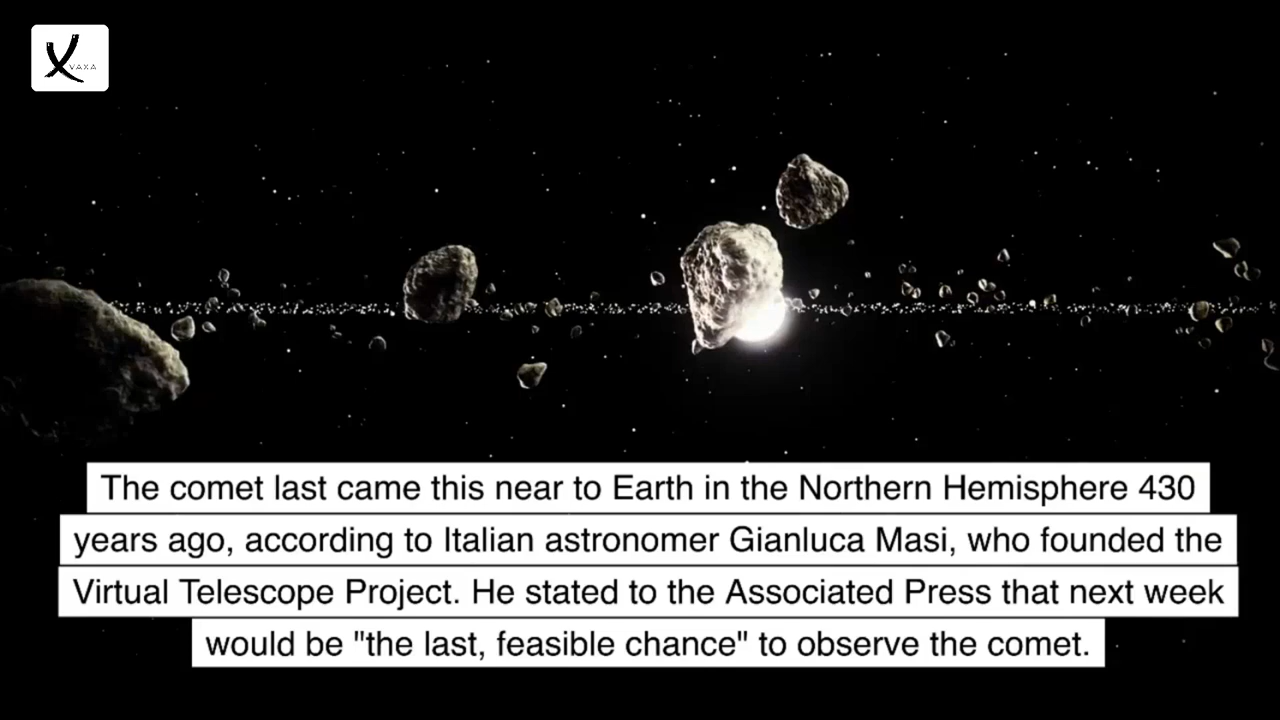 VAXA
The comet last came this near to Earth in the Northern Hemisphere 430
years ago, according to Italian astronomer Gianluca Masi, who founded the
Virtual Telescope Project. He stated to the Associated Press that next week
would be "the last, feasible chance" to observe the comet.